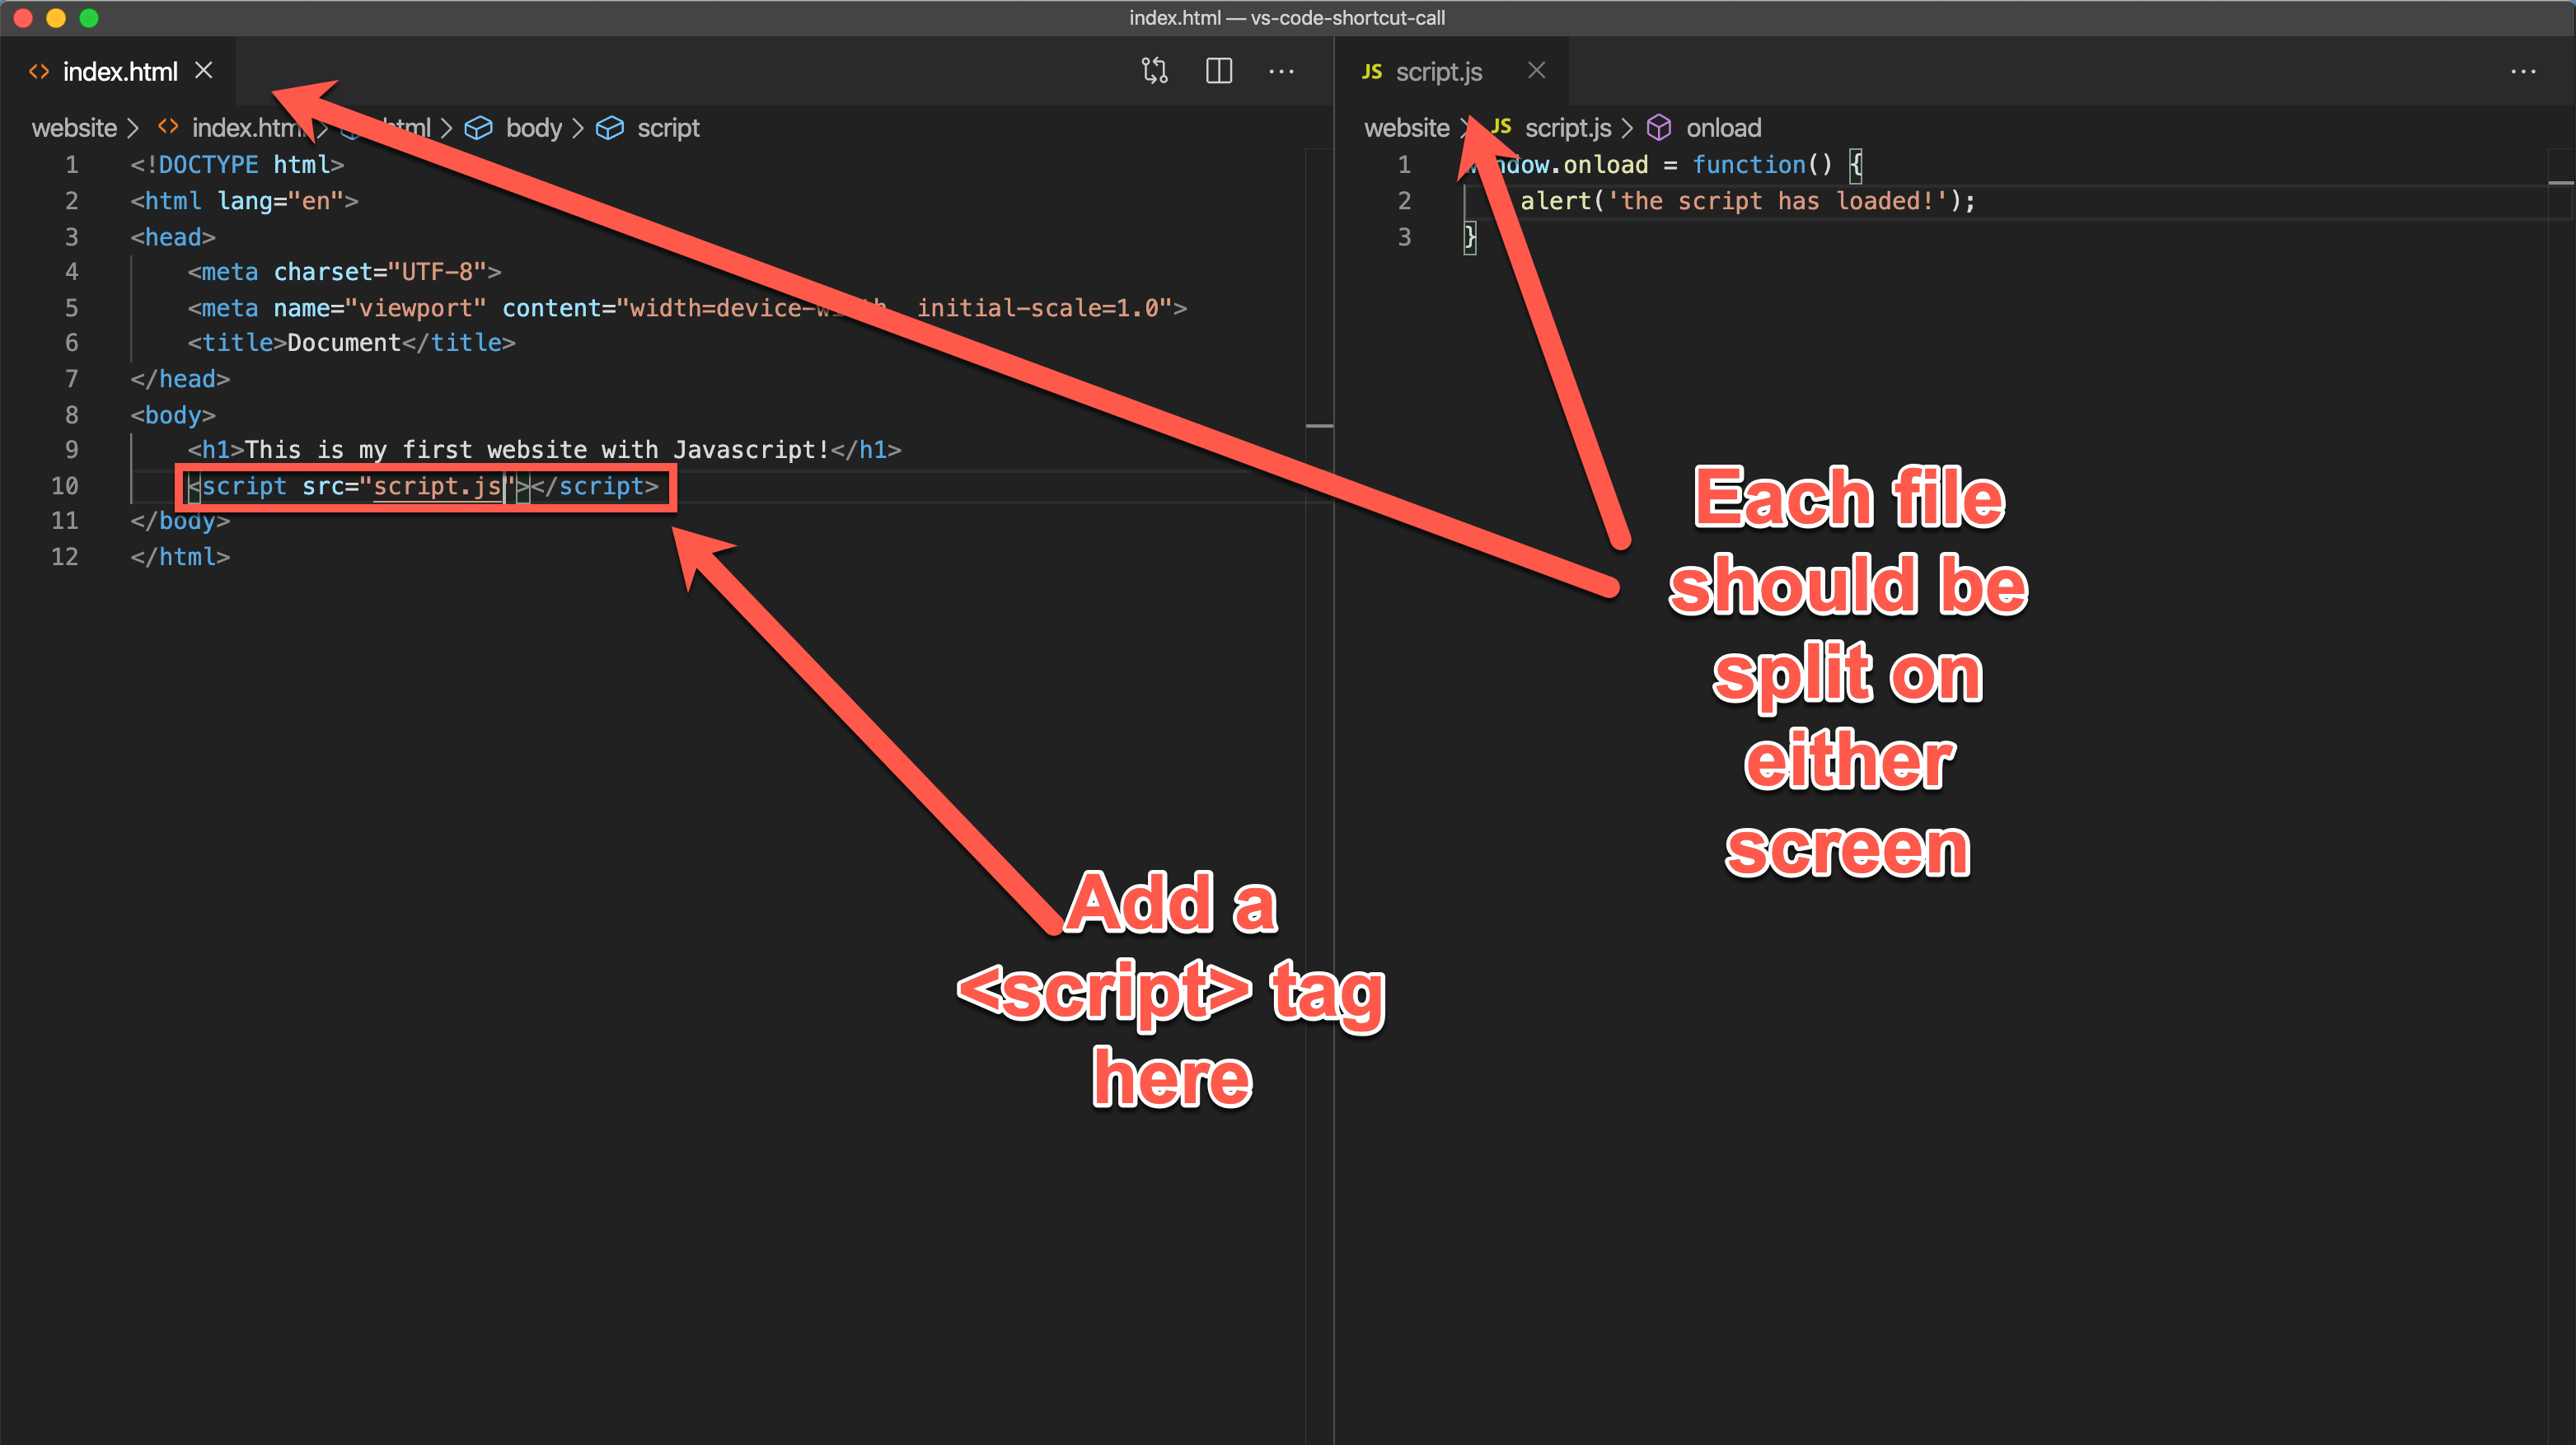 index.html — vs-code-shortcut-call
index.html
website > index.html > html > body > script
1 <!DOCTYPE html>
2 <html lang="en">
3 <head>
4     <meta charset="UTF-8">
5     <meta name="viewport" content="width=device-width, initial-scale=1.0">
6     <title>Document</title>
7 </head>
8 <body>
9     <h1>This is my first website with Javascript!</h1>
10     <script src="script.js"></script>
11 </body>
12 </html>
JS script.js
website > JS script.js > onload
1 window.onload = function() {
2     alert('the script has loaded!');
3 }
Each file
should be
split on
either
screen
Add a
<script> tag
here